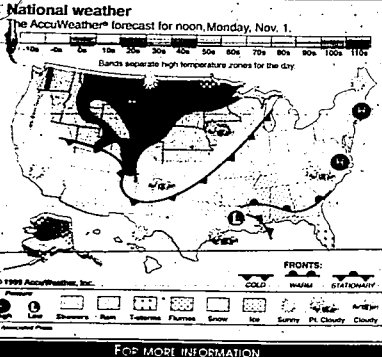 National weather
The AccuWeather® forecast for noon, Monday, Nov. 1.
-10s -0s 0s 10s 20s 30s 40s 50s 60s 70s 80s 90s 100s 110s
Bands separate high temperature zones for the day.
H
H
L
FRONTS:
COLD WARM STATIONARY
© 1999 AccuWeather, Inc.
Pressure
L
High Low Showers Rain T-storms Flurries Snow Ice Sunny Pt. Cloudy Cloudy
Associated Press
FOR MORE INFORMATION